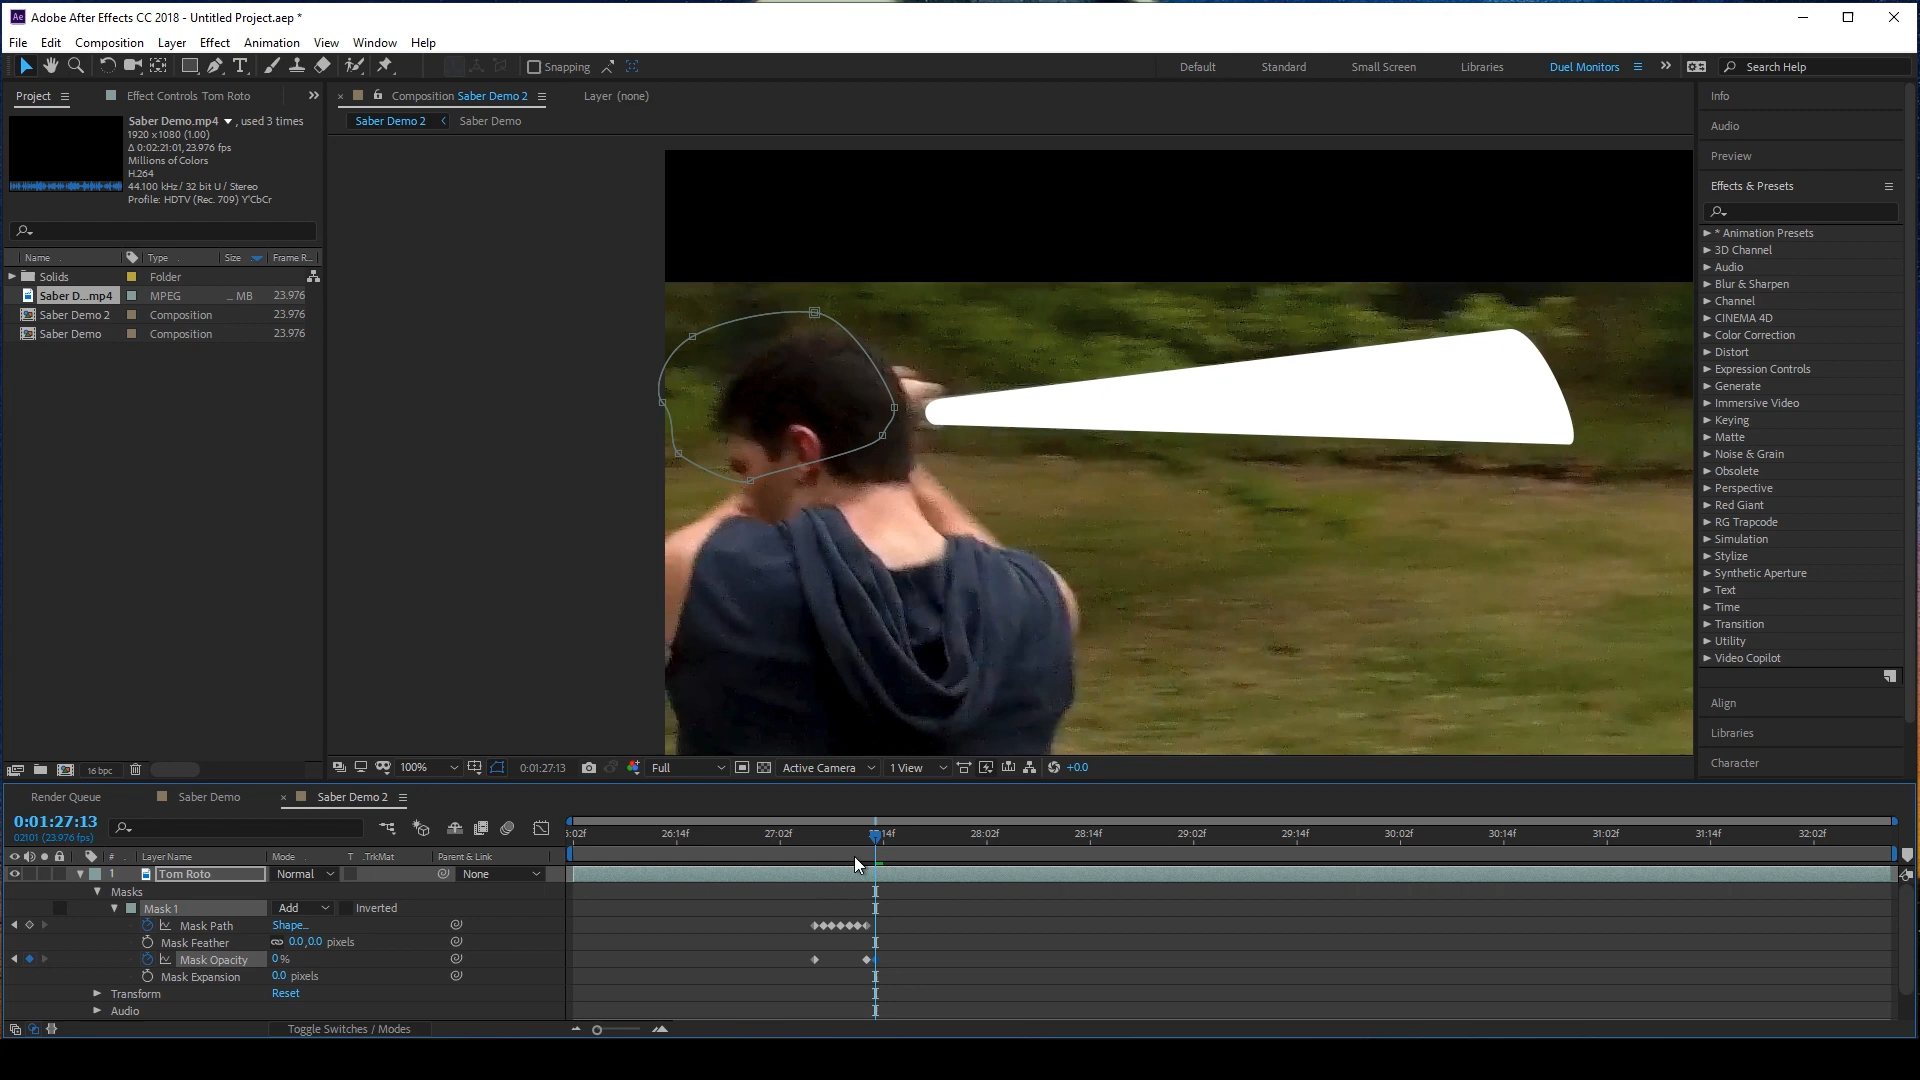 Adobe After Effects CC 2018 - Untitled Project.aep *
File Edit Composition Layer Effect Animation View Window Help
Snapping Default Standard Small Screen Libraries Duel Monitors Search Help
Project Effect Controls Tom Roto
Composition Saber Demo 2 Layer (none)
Saber Demo 2 Saber Demo
Saber Demo.mp4 , used 3 times
1920 x 1080 (1.00)
Δ 0:02:21:01, 23.976 fps
Millions of Colors
H.264
44.100 kHz / 32 bit U / Stereo
Profile: HDTV (Rec. 709) Y'CbCr
Name Type Size Frame R...
Solids Folder
Saber D...mp4 MPEG ... MB 23.976
Saber Demo 2 Composition 23.976
Saber Demo Composition 23.976
16 bpc
Info
Audio
Preview
Effects & Presets
* Animation Presets
3D Channel
Audio
Blur & Sharpen
Channel
CINEMA 4D
Color Correction
Distort
Expression Controls
Generate
Immersive Video
Keying
Matte
Noise & Grain
Obsolete
Perspective
Red Giant
RG Trapcode
Simulation
Stylize
Synthetic Aperture
Text
Time
Transition
Utility
Video Copilot
Align
Libraries
Character
100% 0:01:27:13 Full Active Camera 1 View +0.0
Render Queue Saber Demo Saber Demo 2
0:01:27:13
02101 (23.976 fps)
:02f 26:14f 27:02f 14f 28:02f 28:14f 29:02f 29:14f 30:02f 30:14f 31:02f 31:14f 32:02f
# Layer Name Mode T .TrkMat Parent & Link
1 Tom Roto Normal None
Masks
Mask 1 Add Inverted
Mask Path Shape...
Mask Feather 0.0,0.0 pixels
Mask Opacity 0 %
Mask Expansion 0.0 pixels
Transform Reset
Audio
Toggle Switches / Modes